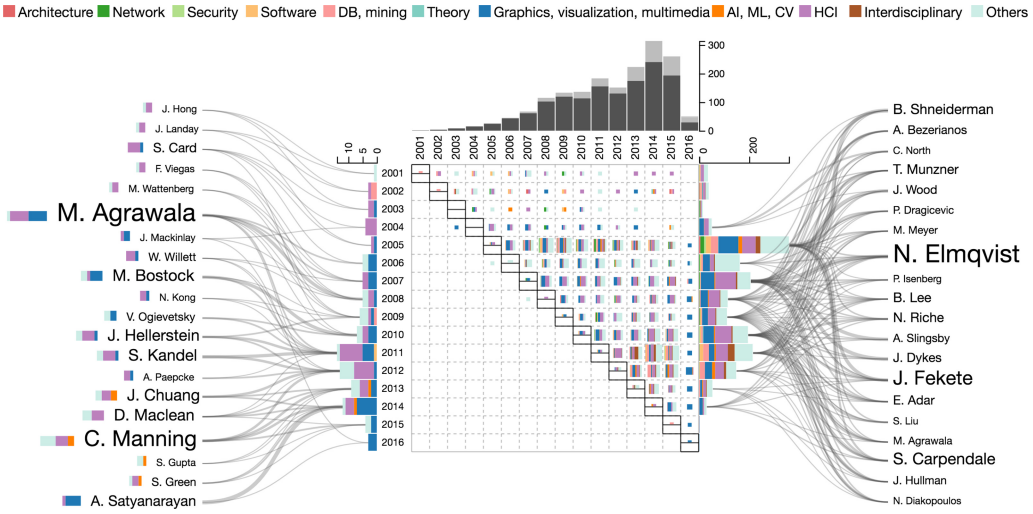 Architecture Network Security Software DB, mining Theory Graphics, visualization, multimedia AI, ML, CV HCI Interdisciplinary Others
300
200
100
0
2001 2002 2003 2004 2005 2006 2007 2008 2009 2010 2011 2012 2013 2014 2015 2016
10 5 0
0 200
J. Hong
J. Landay
S. Card
F. Viegas
M. Wattenberg
M. Agrawala
J. Mackinlay
W. Willett
M. Bostock
N. Kong
V. Ogievetsky
J. Hellerstein
S. Kandel
A. Paepcke
J. Chuang
D. Maclean
C. Manning
S. Gupta
S. Green
A. Satyanarayan
2001
2002
2003
2004
2005
2006
2007
2008
2009
2010
2011
2012
2013
2014
2015
2016
B. Shneiderman
A. Bezerianos
C. North
T. Munzner
J. Wood
P. Dragicevic
M. Meyer
N. Elmqvist
P. Isenberg
B. Lee
N. Riche
A. Slingsby
J. Dykes
J. Fekete
E. Adar
S. Liu
M. Agrawala
S. Carpendale
J. Hullman
N. Diakopoulos